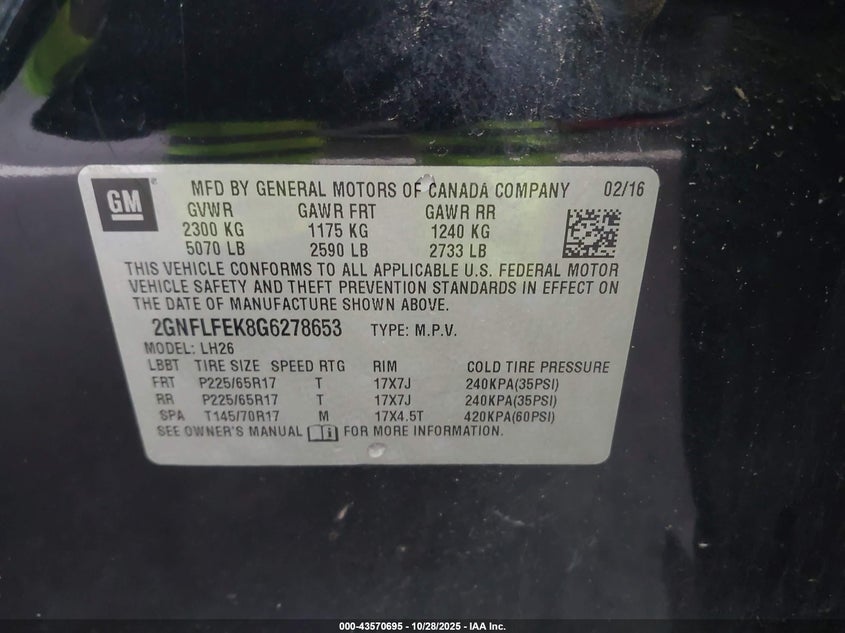 GM
MFD BY GENERAL MOTORS OF CANADA COMPANY 02/16
GVWR GAWR FRT GAWR RR
2300 KG 1175 KG 1240 KG
5070 LB 2590 LB 2733 LB
THIS VEHICLE CONFORMS TO ALL APPLICABLE U.S. FEDERAL MOTOR
VEHICLE SAFETY AND THEFT PREVENTION STANDARDS IN EFFECT ON
THE DATE OF MANUFACTURE SHOWN ABOVE.
2GNFLFEK8G6278653 TYPE: M.P.V.
MODEL: LH26
LBBT TIRE SIZE SPEED RTG RIM COLD TIRE PRESSURE
FRT P225/65R17 T 17X7J 240KPA(35PSI)
RR P225/65R17 T 17X7J 240KPA(35PSI)
SPA T145/70R17 M 17X4.5T 420KPA(60PSI)
SEE OWNER'S MANUAL FOR MORE INFORMATION.
000-43570695 - 10/28/2025 - IAA Inc.